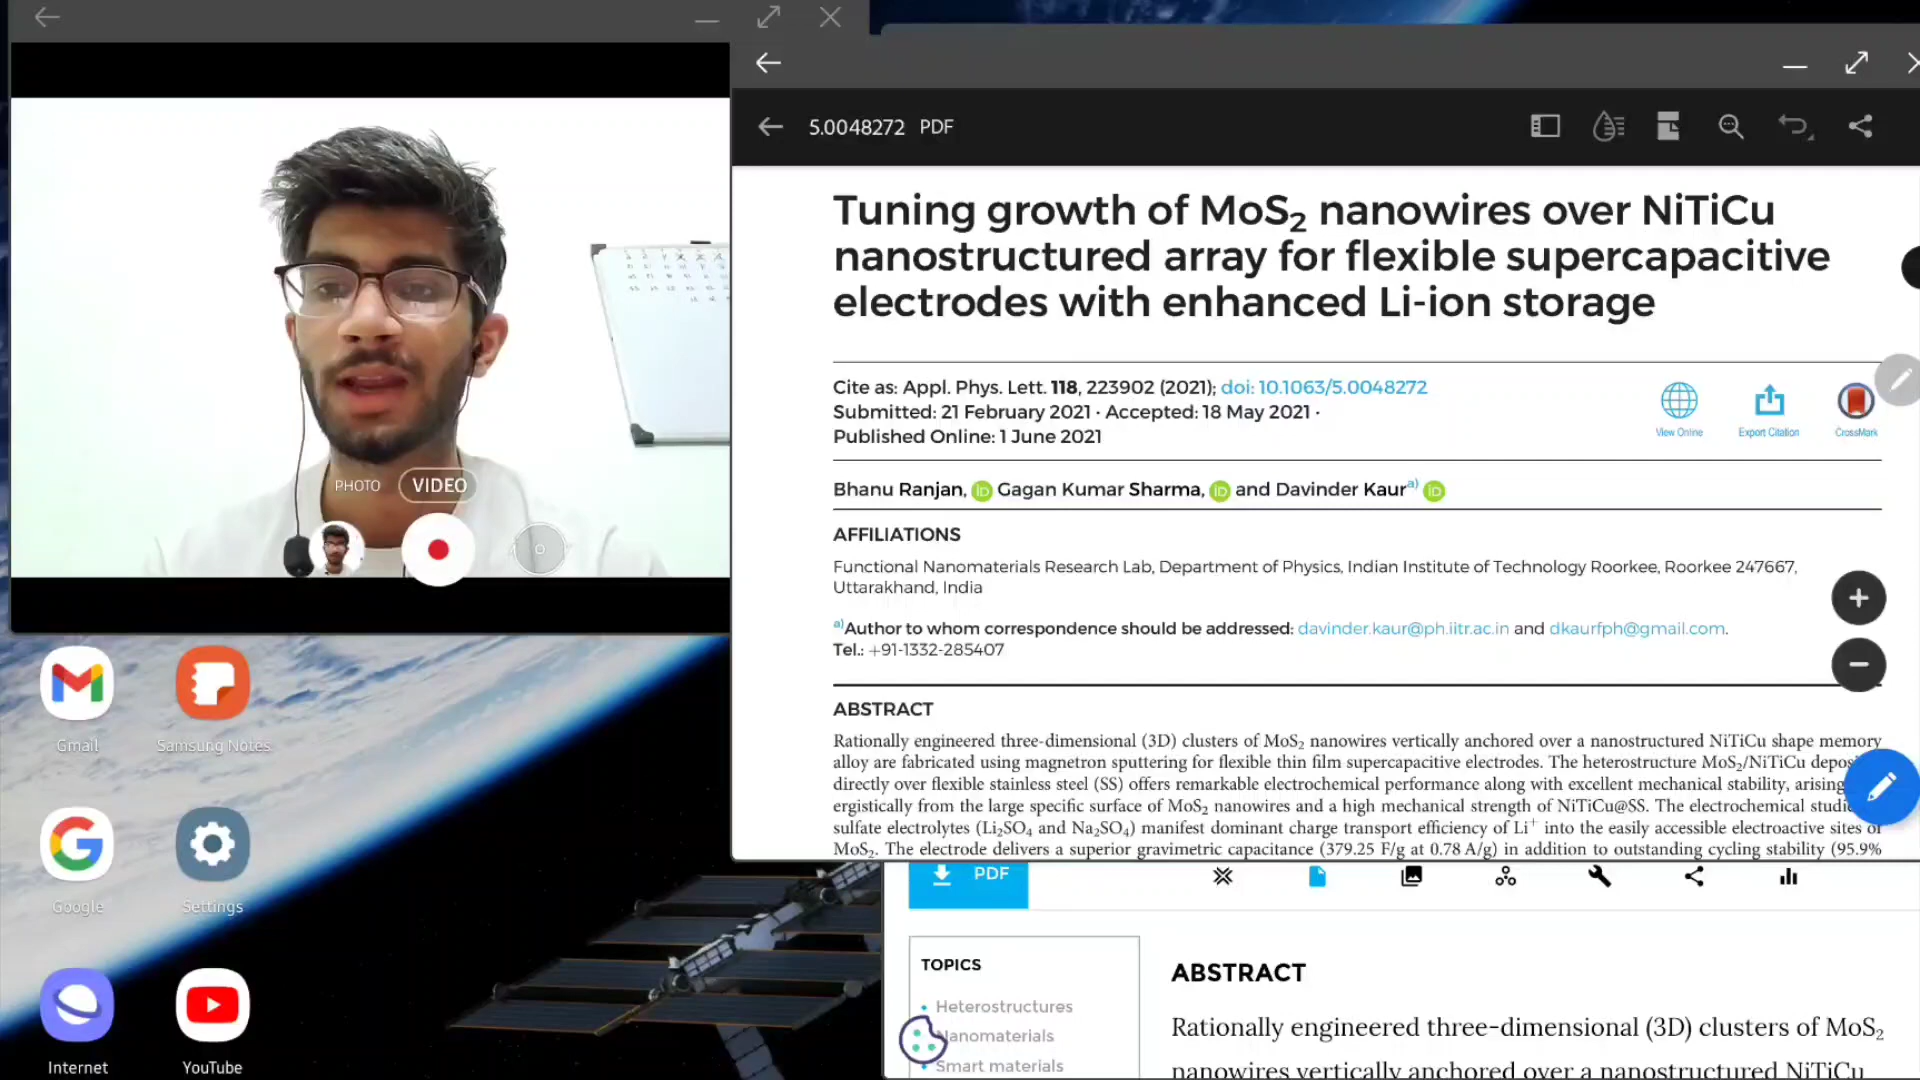 PHOTO VIDEO
Gmail
Samsung Notes
Google
Settings
Internet
YouTube
5.0048272 PDF
Tuning growth of MoS₂ nanowires over NiTiCu
nanostructured array for flexible supercapacitive
electrodes with enhanced Li-ion storage
Cite as: Appl. Phys. Lett. 118, 223902 (2021); doi: 10.1063/5.0048272
Submitted: 21 February 2021 · Accepted: 18 May 2021 ·
Published Online: 1 June 2021
View Online
Export Citation
CrossMark
Bhanu Ranjan, iD Gagan Kumar Sharma, iD and Davinder Kaurᵃ⁾ iD
AFFILIATIONS
Functional Nanomaterials Research Lab, Department of Physics, Indian Institute of Technology Roorkee, Roorkee 247667,
Uttarakhand, India
ᵃ⁾Author to whom correspondence should be addressed: davinder.kaur@ph.iitr.ac.in and dkaurfph@gmail.com.
Tel.: +91-1332-285407
ABSTRACT
Rationally engineered three-dimensional (3D) clusters of MoS₂ nanowires vertically anchored over a nanostructured NiTiCu shape memory
alloy are fabricated using magnetron sputtering for flexible thin film supercapacitive electrodes. The heterostructure MoS₂/NiTiCu depos
directly over flexible stainless steel (SS) offers remarkable electrochemical performance along with excellent mechanical stability, arising
ergistically from the large specific surface of MoS₂ nanowires and a high mechanical strength of NiTiCu@SS. The electrochemical studi
sulfate electrolytes (Li₂SO₄ and Na₂SO₄) manifest dominant charge transport efficiency of Li⁺ into the easily accessible electroactive sites of
MoS₂. The electrode delivers a superior gravimetric capacitance (379.25 F/g at 0.78 A/g) in addition to outstanding cycling stability (95.9%
PDF
TOPICS
Heterostructures
anomaterials
Smart materials
ABSTRACT
Rationally engineered three-dimensional (3D) clusters of MoS₂
nanowires vertically anchored over a nanostructured NiTiCu